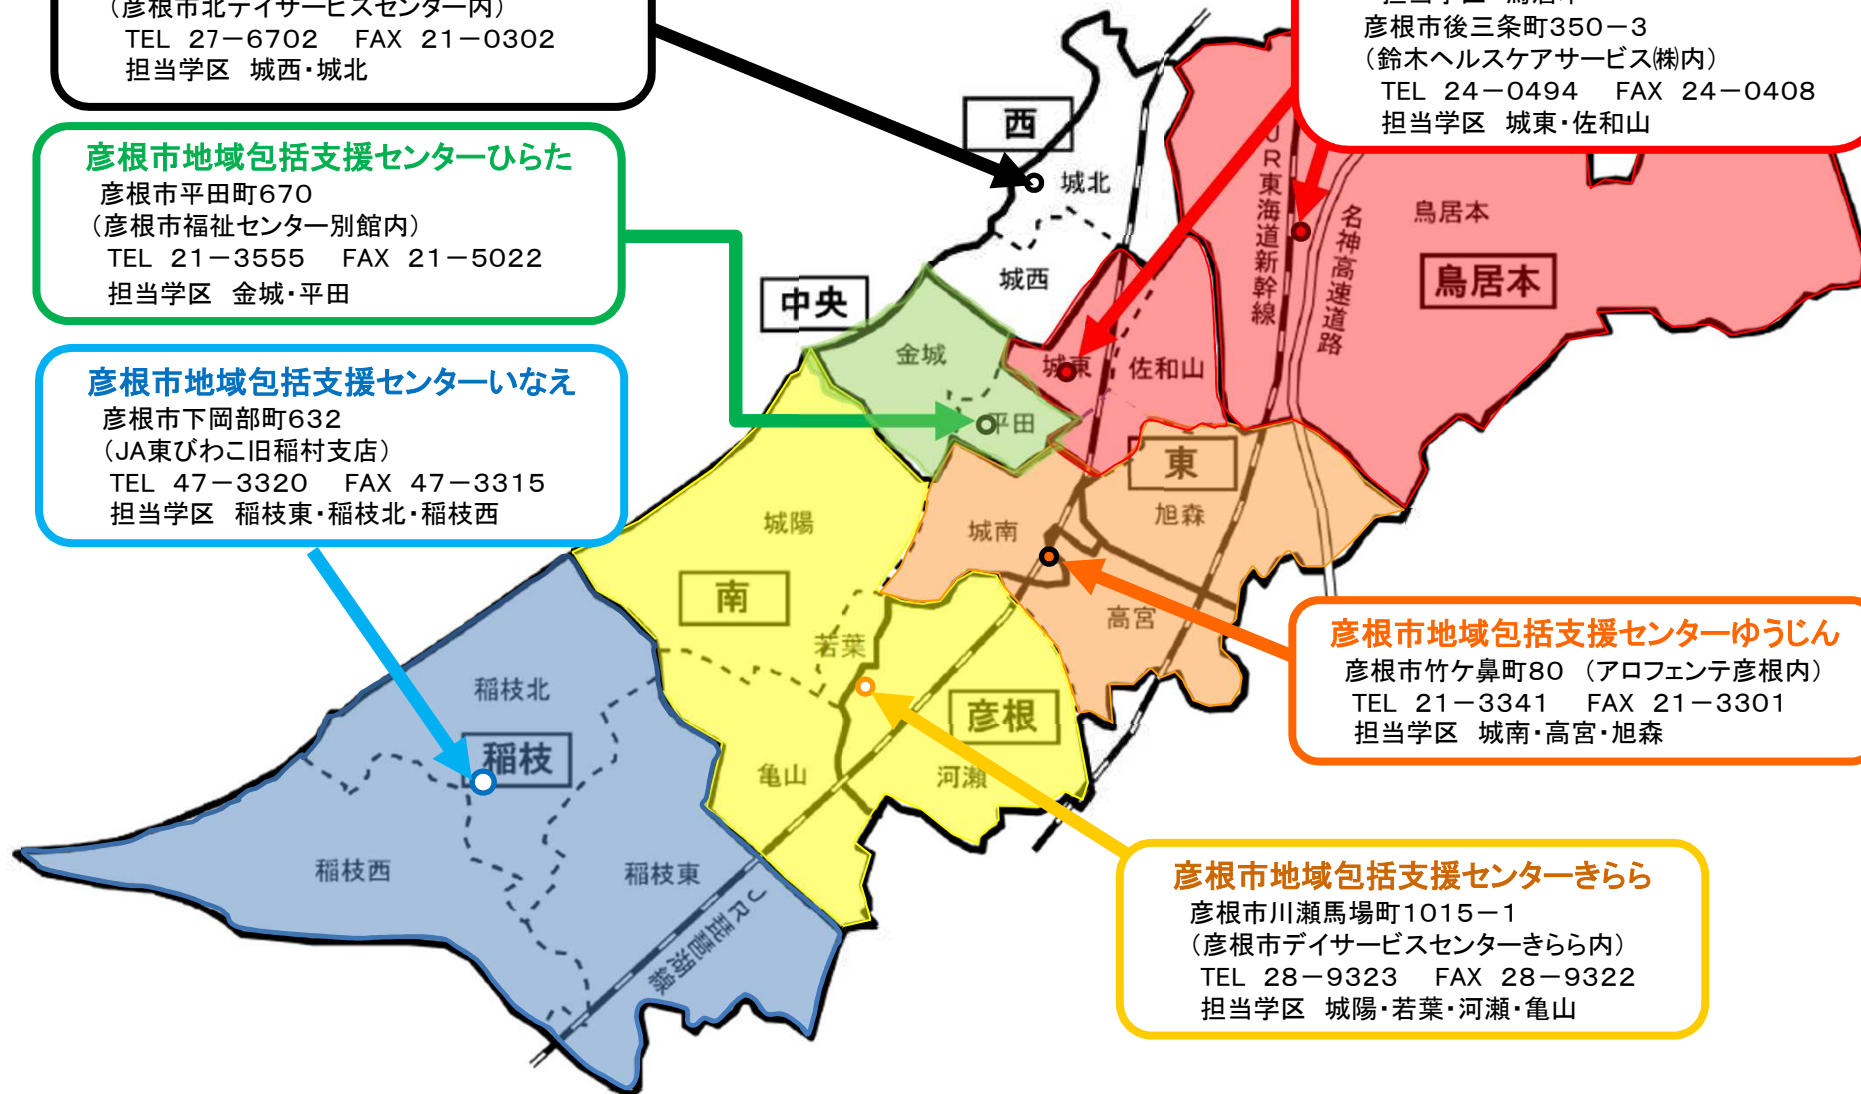 (彦根市北デイサービスセンター内)
TEL 27－6702 FAX 21－0302
担当学区 城西・城北
担当学区 鳥居本
彦根市後三条町350－3
(鈴木ヘルスケアサービス㈱内)
TEL 24－0494 FAX 24－0408
担当学区 城東・佐和山
彦根市地域包括支援センターひらた
彦根市平田町670
(彦根市福祉センター別館内)
TEL 21－3555 FAX 21－5022
担当学区 金城・平田
彦根市地域包括支援センターいなえ
彦根市下岡部町632
(JA東びわこ旧稲村支店)
TEL 47－3320 FAX 47－3315
担当学区 稲枝東・稲枝北・稲枝西
西
城北
城西
中央
金城
平田
城東
佐和山
JR東海道新幹線
名神高速道路
鳥居本
鳥居本
東
旭森
城南
高宮
城陽
南
若葉
彦根
亀山
河瀬
稲枝北
稲枝
稲枝西
稲枝東
JR琵琶湖線
彦根市地域包括支援センターゆうじん
彦根市竹ケ鼻町80 (アロフェンテ彦根内)
TEL 21－3341 FAX 21－3301
担当学区 城南・高宮・旭森
彦根市地域包括支援センターきらら
彦根市川瀬馬場町1015－1
(彦根市デイサービスセンターきらら内)
TEL 28－9323 FAX 28－9322
担当学区 城陽・若葉・河瀬・亀山